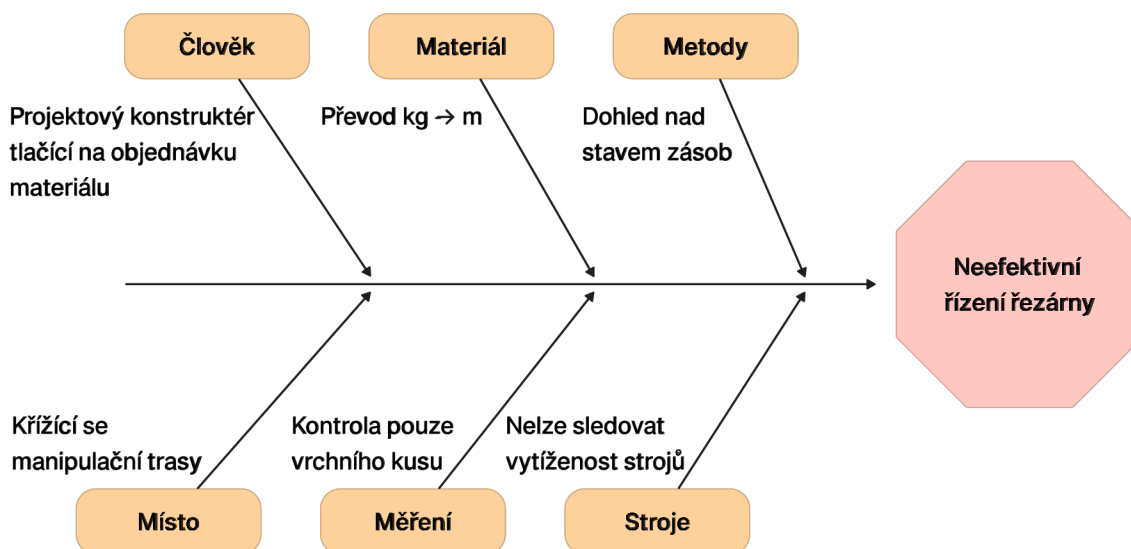 Člověk
Materiál
Metody
Projektový konstruktér
tlačící na objednávku
materiálu
Převod kg → m
Dohled nad
stavem zásob
Neefektivní
řízení řezárny
Křížící se
manipulační trasy
Kontrola pouze
vrchního kusu
Nelze sledovat
vytíženost strojů
Místo
Měření
Stroje